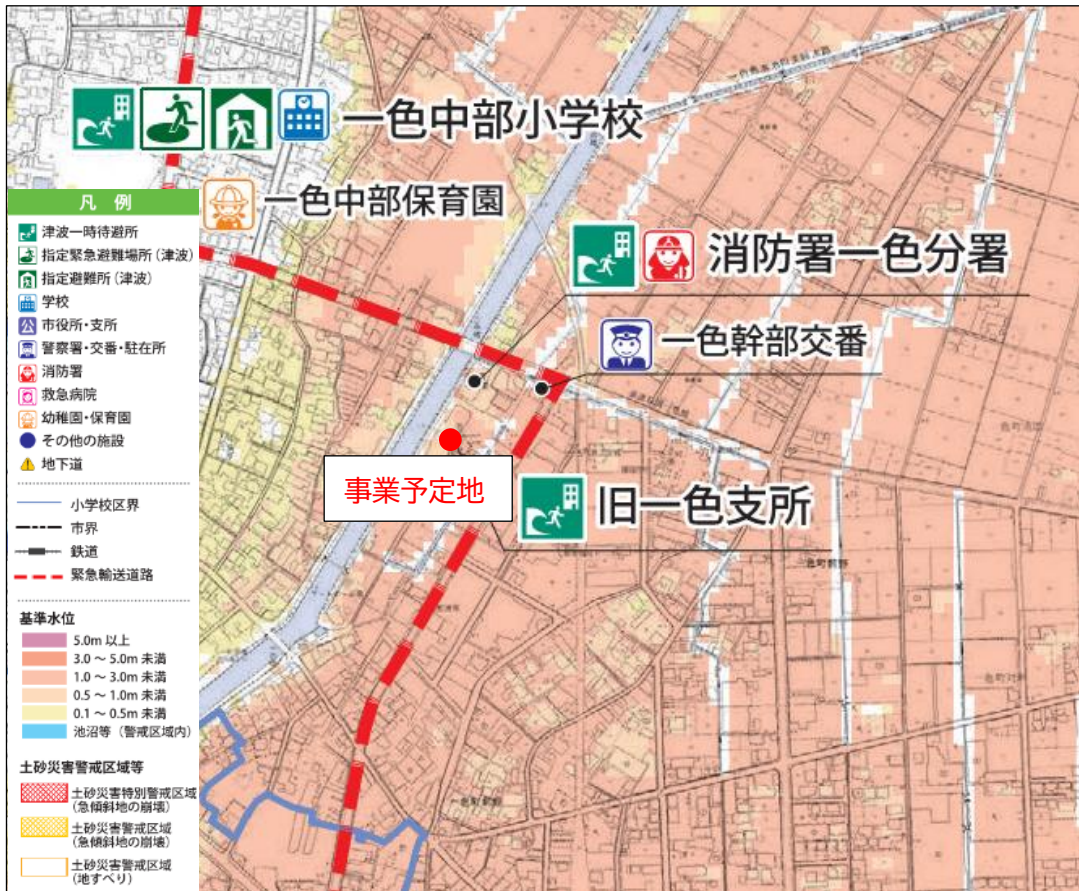 一色中部小学校
一色中部保育園
消防署一色分署
一色幹部交番
事業予定地
旧一色支所
一色町前野
凡 例
津波一時待避所
指定緊急避難場所(津波)
指定避難所(津波)
学校
公 市役所・支所
警察署・交番・駐在所
消防署
救急病院
幼稚園・保育園
その他の施設
地下道
小学校区界
市界
鉄道
緊急輸送道路
基準水位
5.0m 以上
3.0 ~ 5.0m 未満
1.0 ~ 3.0m 未満
0.5 ~ 1.0m 未満
0.1 ~ 0.5m 未満
池沼等(警戒区域内)
土砂災害警戒区域等
土砂災害特別警戒区域
(急傾斜地の崩壊)
土砂災害警戒区域
(急傾斜地の崩壊)
土砂災害警戒区域
(地すべり)